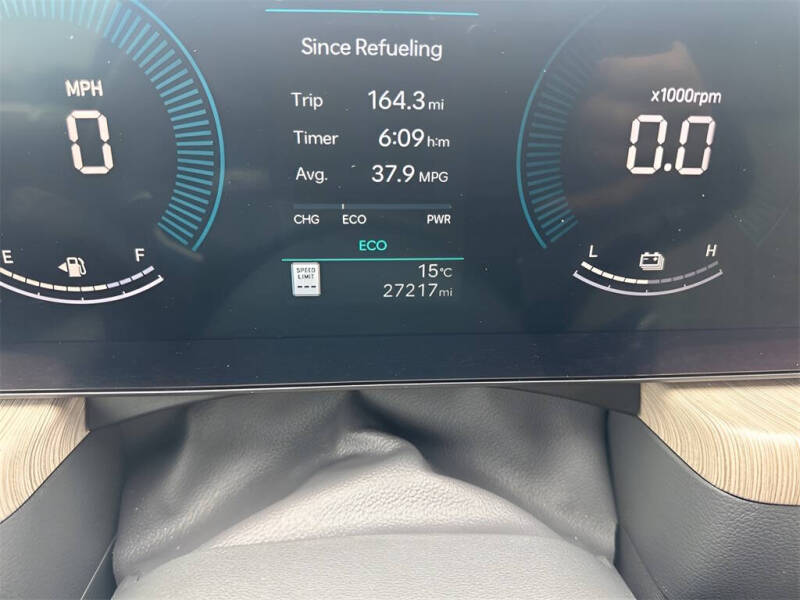 Since Refueling
MPH
x1000rpm
Trip 164.3 mi
0
0.0
Timer 6:09 h:m
Avg. 37.9 MPG
CHG ECO PWR
ECO
E F
L H
SPEED LIMIT
---
15°C
27217 mi